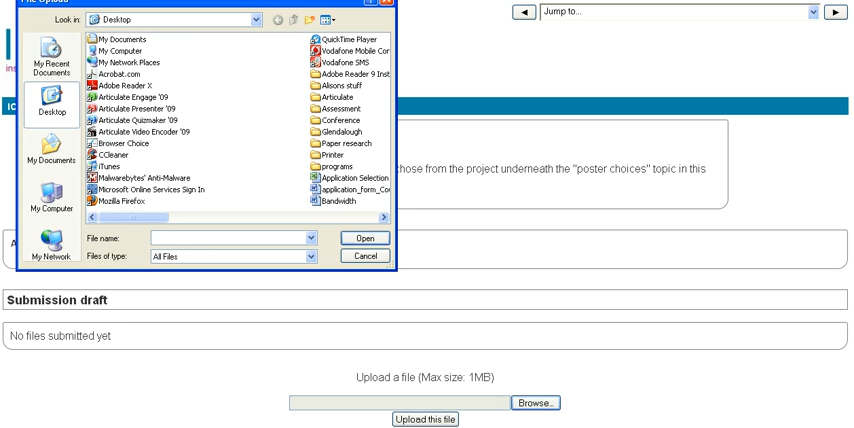 File Upload
Look in:
Desktop
My Recent
Documents
Desktop
My Documents
My Computer
My Network
My Documents
My Computer
My Network Places
Acrobat.com
Adobe Reader X
Articulate Engage '09
Articulate Presenter '09
Articulate Quizmaker '09
Articulate Video Encoder '09
Browser Choice
CCleaner
iTunes
Malwarebytes' Anti-Malware
Microsoft Online Services Sign In
Mozilla Firefox
QuickTime Player
Vodafone Mobile Con
Vodafone SMS
Adobe Reader 9 Inst
Alisons stuff
Articulate
Assessment
Conference
Glendalough
Paper research
Printer
programs
Application Selection
application_form_Cou
Bandwidth
File name:
Open
Files of type:
All Files
Cancel
Jump to...
ins
IC
chose from the project underneath the "poster choices" topic in this
A
Submission draft
No files submitted yet
Upload a file (Max size: 1MB)
Browse...
Upload this file